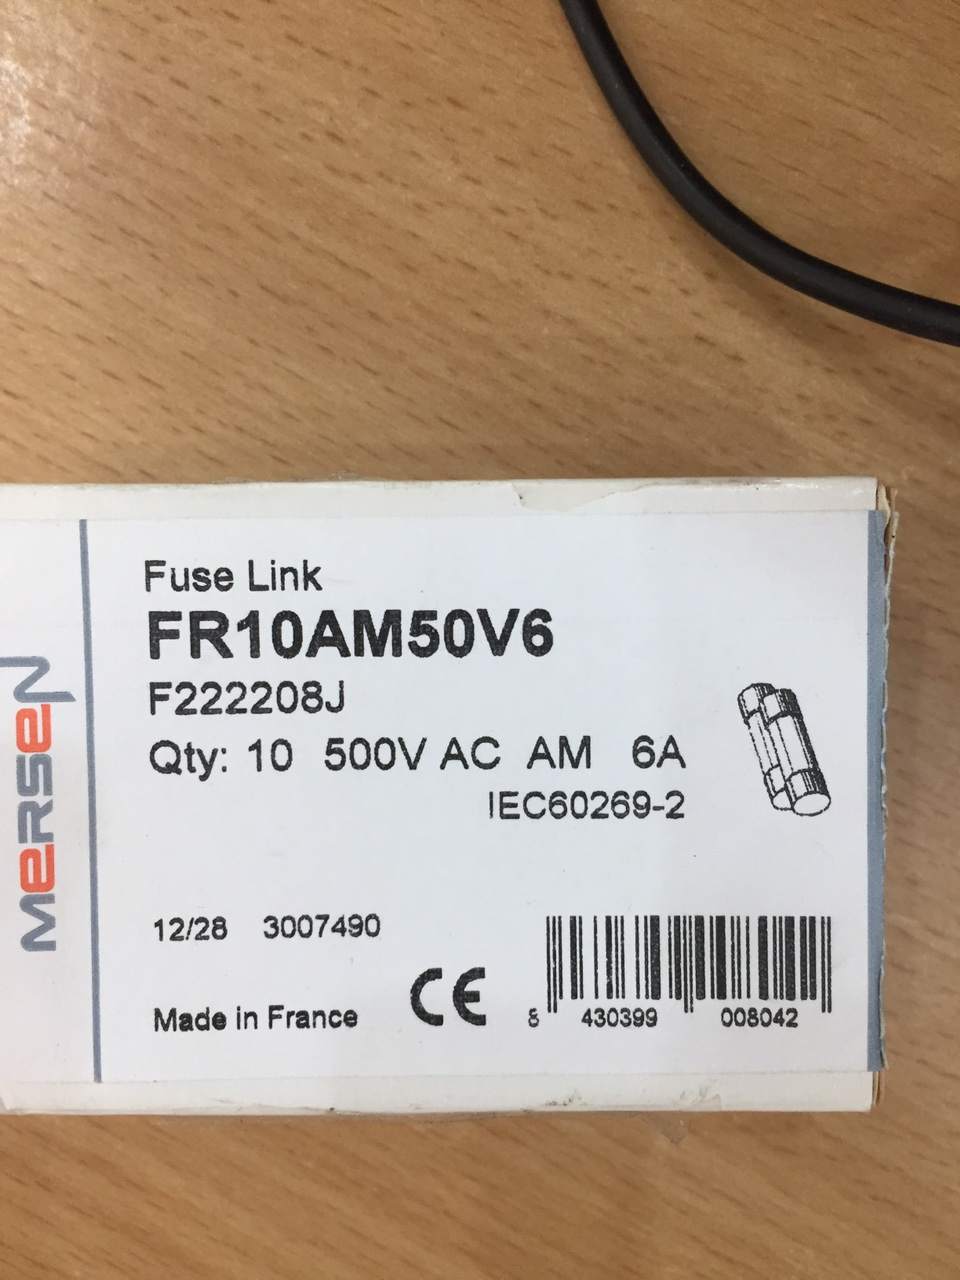 MERSEN
Fuse Link
FR10AM50V6
F222208J
Qty: 10 500V AC AM 6A
IEC60269-2
12/28 3007490
Made in France CE
8 430399 008042